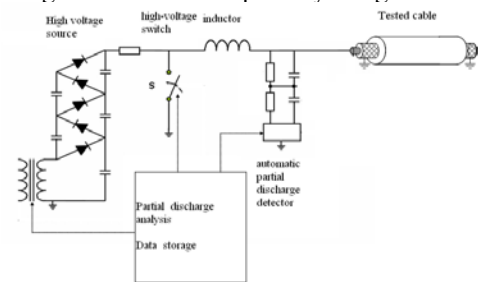 High voltage
source
high-voltage
switch
inductor
Tested cable
S
automatic
partial
discharge
detector
Partial discharge
analysis
Data storage